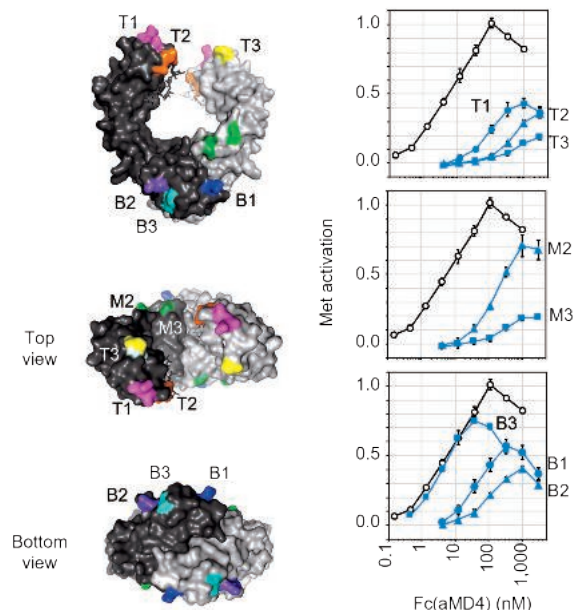 T1
T2
T3
B2
B3
B1
Top
view
M2
M3
T3
T1
T2
Bottom
view
B3
B1
B2
Met activation
1.0
0.5
0.0
T1
T2
T3
1.0
0.5
0.0
M2
M3
1.0
0.5
0.0
B3
B1
B2
0.1
1
10
100
1,000
Fc(aMD4) (nM)